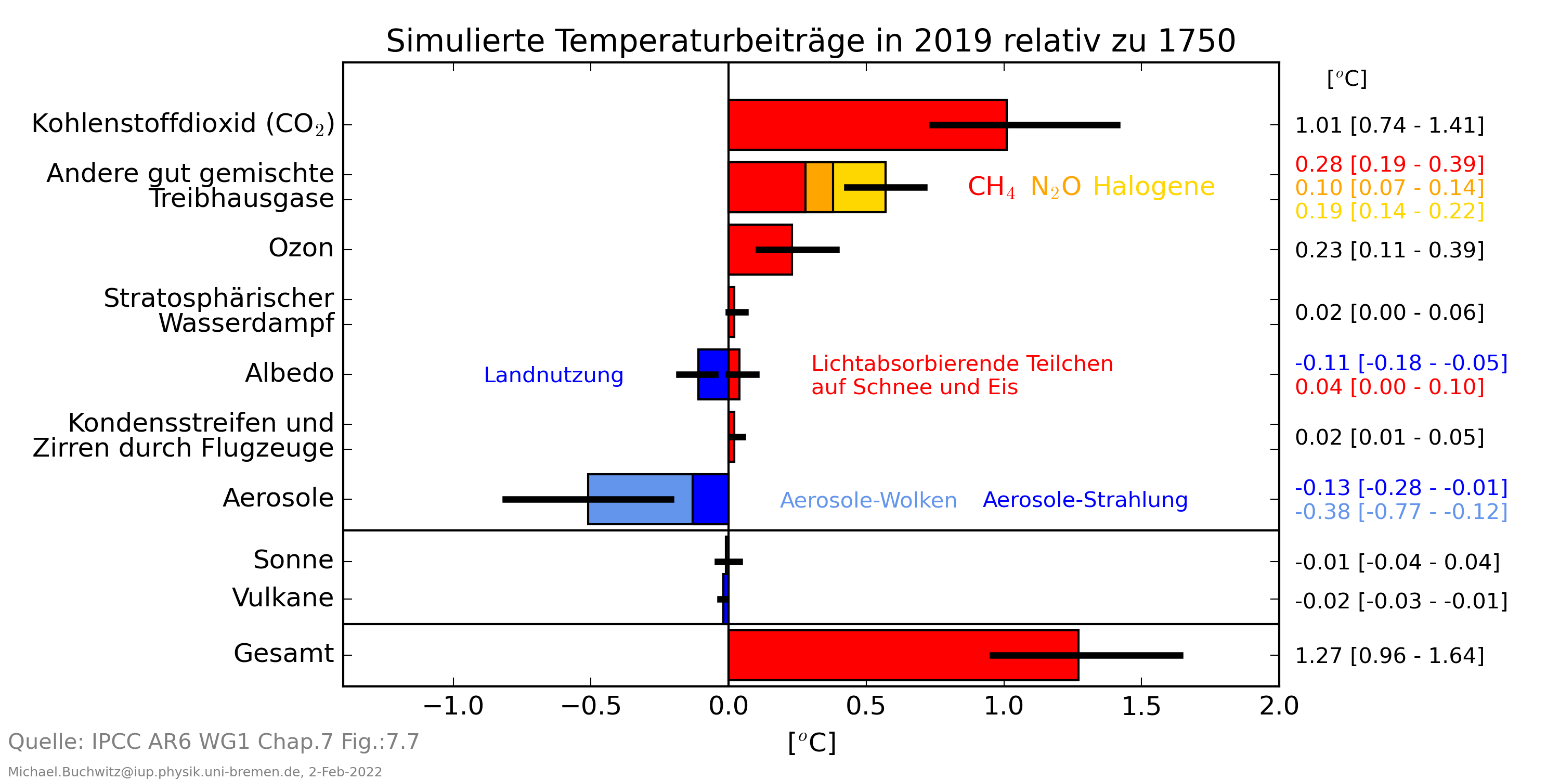 Simulierte Temperaturbeiträge in 2019 relativ zu 1750
[°C]
Kohlenstoffdioxid (CO₂)
1.01 [0.74 - 1.41]
Andere gut gemischte
Treibhausgase
CH₄ N₂O Halogene
0.28 [0.19 - 0.39]
0.10 [0.07 - 0.14]
0.19 [0.14 - 0.22]
Ozon
0.23 [0.11 - 0.39]
Stratosphärischer
Wasserdampf
0.02 [0.00 - 0.06]
Albedo
Landnutzung
Lichtabsorbierende Teilchen
auf Schnee und Eis
-0.11 [-0.18 - -0.05]
0.04 [0.00 - 0.10]
Kondensstreifen und
Zirren durch Flugzeuge
0.02 [0.01 - 0.05]
Aerosole
Aerosole-Wolken Aerosole-Strahlung
-0.13 [-0.28 - -0.01]
-0.38 [-0.77 - -0.12]
Sonne
-0.01 [-0.04 - 0.04]
Vulkane
-0.02 [-0.03 - -0.01]
Gesamt
1.27 [0.96 - 1.64]
−1.0 −0.5 0.0 0.5 1.0 1.5 2.0
[°C]
Quelle: IPCC AR6 WG1 Chap.7 Fig.:7.7
Michael.Buchwitz@iup.physik.uni-bremen.de, 2-Feb-2022